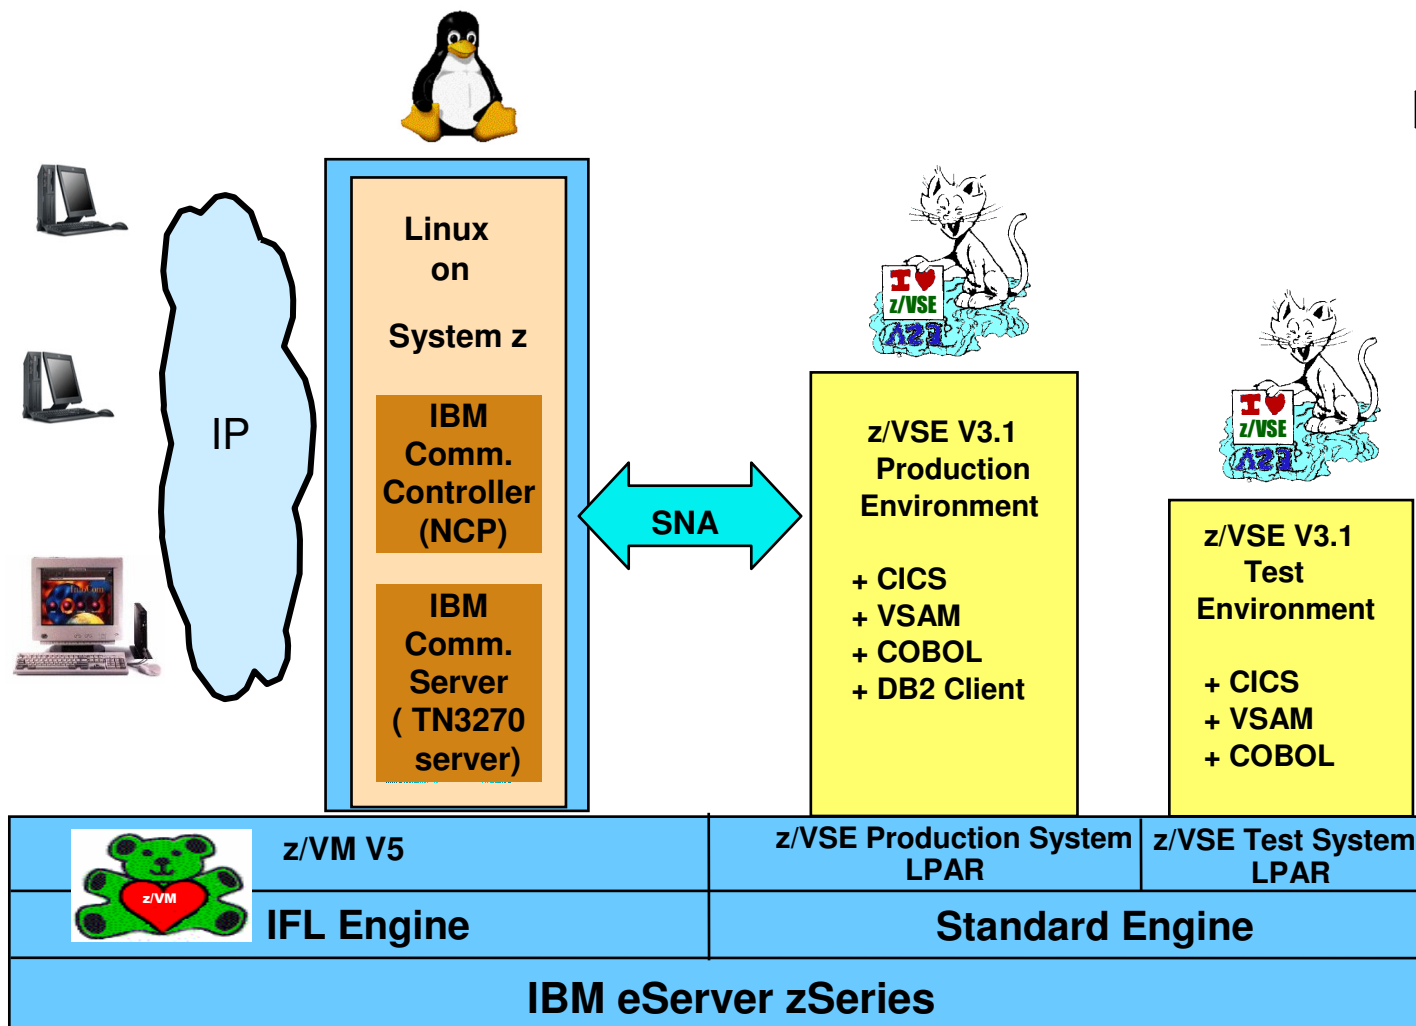 Linux
on
System z
IBM
Comm.
Controller
(NCP)
IBM
Comm.
Server
( TN3270
server)
IP
SNA
I
z/VSE
z/VSE V3.1
Production
Environment
+ CICS
+ VSAM
+ COBOL
+ DB2 Client
I
z/VSE
z/VSE V3.1
Test
Environment
+ CICS
+ VSAM
+ COBOL
z/VM
z/VM V5
z/VSE Production System
LPAR
z/VSE Test System
LPAR
IFL Engine
Standard Engine
IBM eServer zSeries